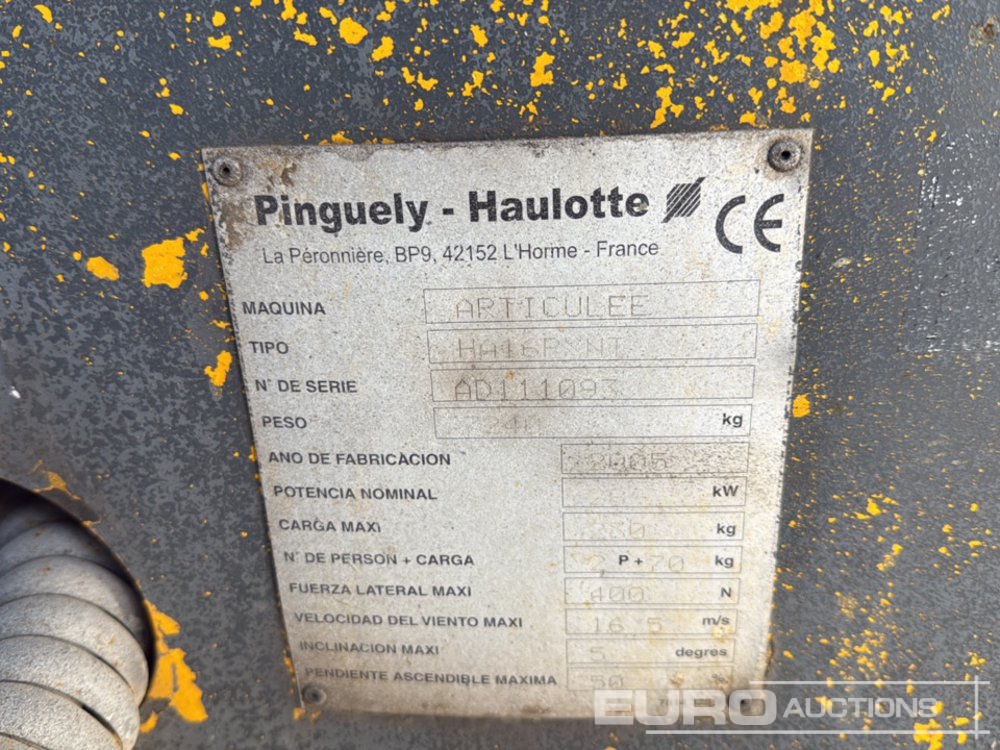 Pinguely - Haulotte CE
La Péronnière, BP9, 42152 L'Horme - France
MAQUINA ARTICULEE
TIPO
N° DE SERIE AD111093
PESO kg
ANO DE FABRICACION 2005
POTENCIA NOMINAL kW
CARGA MAXI kg
N° DE PERSON + CARGA 2 P + 70 kg
FUERZA LATERAL MAXI 400 N
VELOCIDAD DEL VIENTO MAXI 16,5 m/s
INCLINACION MAXI 5 degres
PENDIENTE ASCENDIBLE MAXIMA 50 %
EURO AUCTIONS